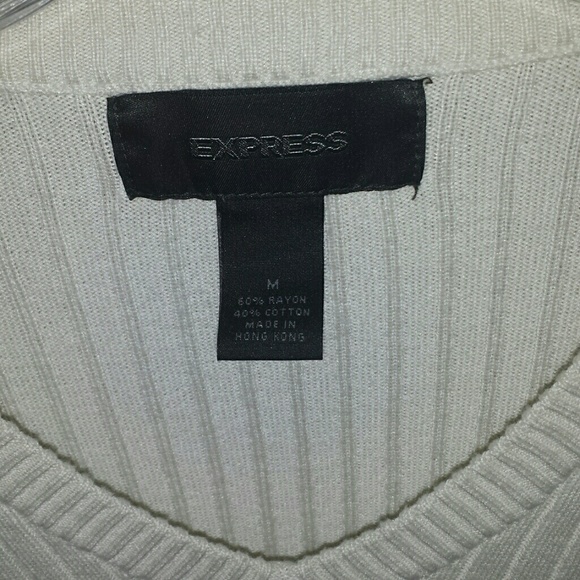 EXPRESS
M
60% RAYON
40% COTTON
MADE IN
HONG KONG